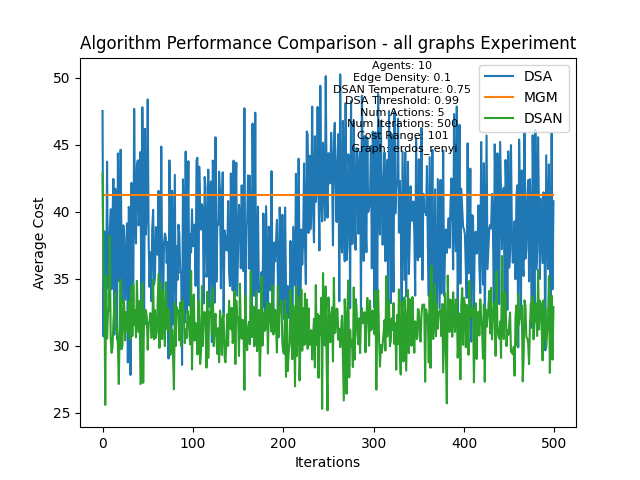 Algorithm Performance Comparison - all graphs Experiment
Agents: 10
Edge Density: 0.1
DSAN Temperature: 0.75
DSA Threshold: 0.99
Num Actions: 5
Num Iterations: 500
Cost Range: 101
Graph: erdos_renyi
DSA
MGM
DSAN
Average Cost
50
45
40
35
30
25
0
100
200
300
400
500
Iterations